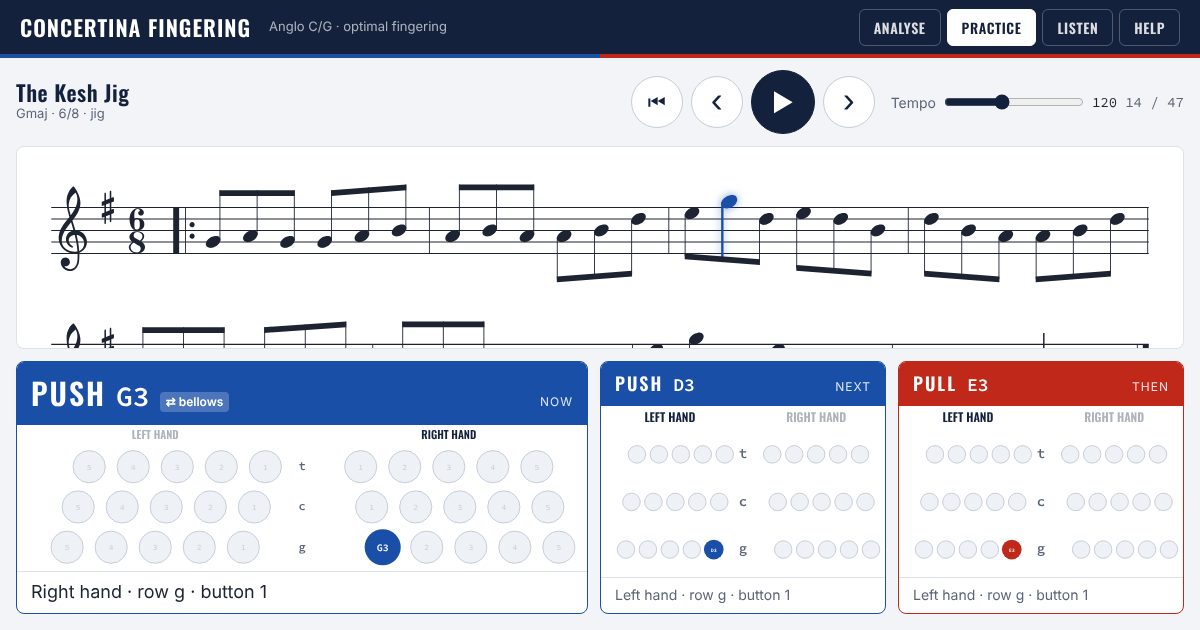 CONCERTINA FINGERING
Anglo C/G · optimal fingering
ANALYSE
PRACTICE
LISTEN
HELP
The Kesh Jig
Gmaj · 6/8 · jig
Tempo
120
14 / 47
6
8
PUSH G3
⇄ bellows
NOW
LEFT HAND
RIGHT HAND
5 4 3 2 1 t 1 2 3 4 5
5 4 3 2 1 c 1 2 3 4 5
5 4 3 2 1 g G3 2 3 4 5
Right hand · row g · button 1
PUSH D3
NEXT
LEFT HAND
RIGHT HAND
t
c
D3 g
Left hand · row g · button 1
PULL E3
THEN
LEFT HAND
RIGHT HAND
t
c
E3 g
Left hand · row g · button 1